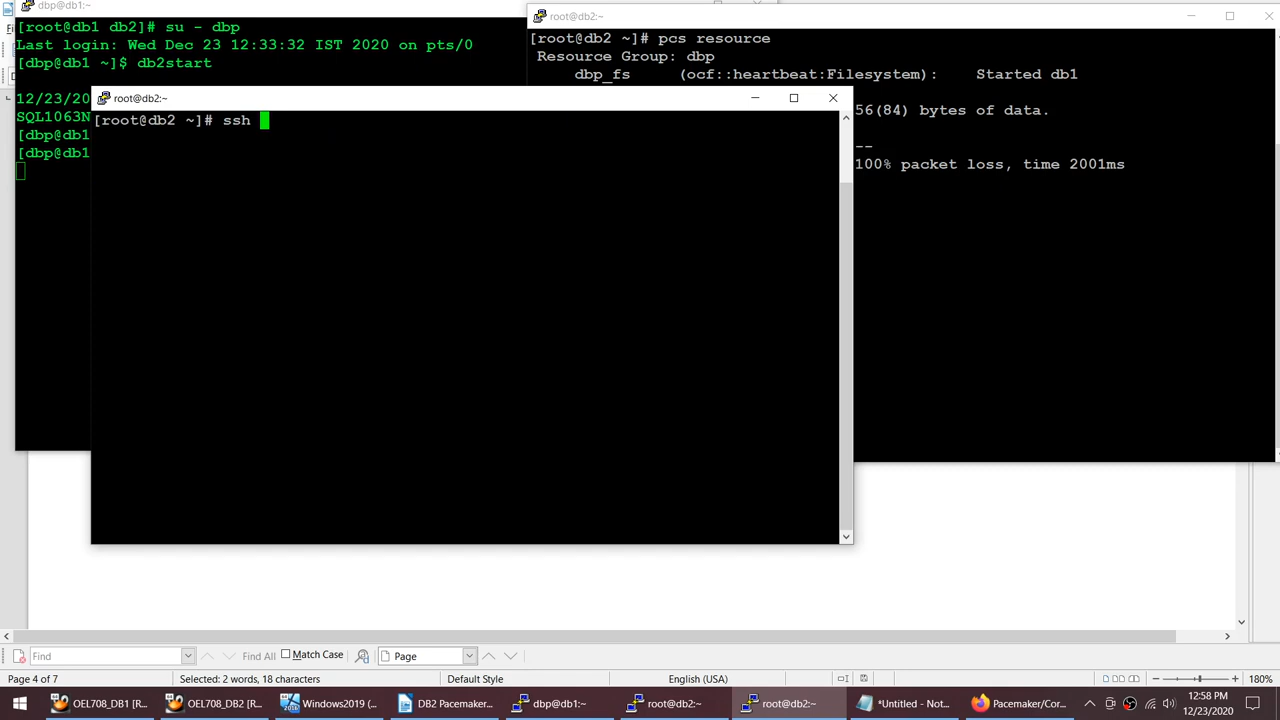 dbp@db1:~
[root@db1 db2]# su - dbp
Last login: Wed Dec 23 12:33:32 IST 2020 on pts/0
[dbp@db1 ~]$ db2start
12/23/20
SQL1063N
[dbp@db1
[dbp@db1
root@db2:~
[root@db2 ~]# pcs resource
Resource Group: dbp
dbp_fs (ocf::heartbeat:Filesystem): Started db1
56(84) bytes of data.
--
100% packet loss, time 2001ms
root@db2:~
[root@db2 ~]# ssh
Find
Find All
Match Case
Page
Page 4 of 7
Selected: 2 words, 18 characters
Default Style
English (USA)
180%
OEL708_DB1 [R...
OEL708_DB2 [R...
Windows2019 (...
DB2 Pacemaker...
dbp@db1:~
root@db2:~
root@db2:~
*Untitled - Not...
Pacemaker/Cor...
12:58 PM
12/23/2020